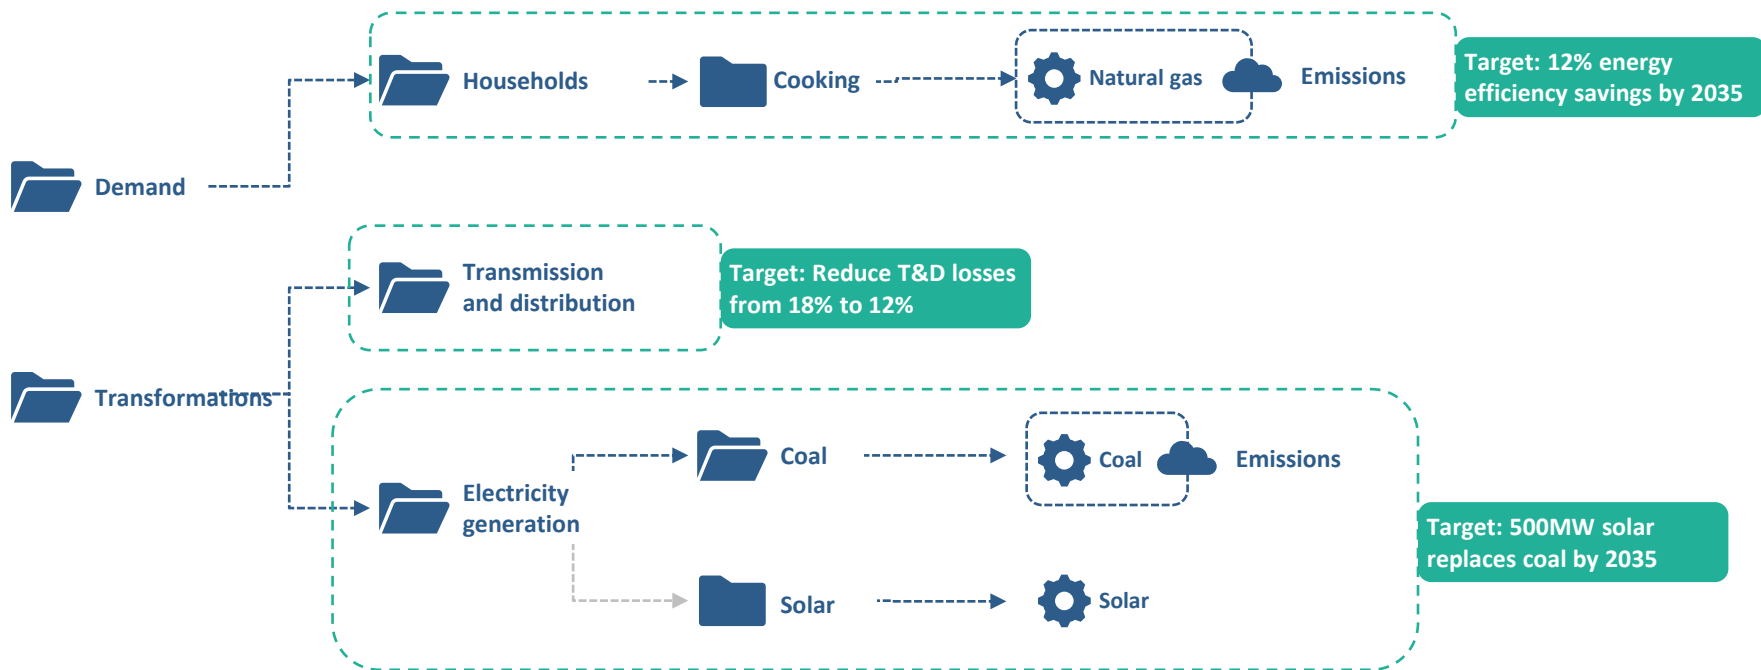 Households
Cooking
Natural gas
Emissions
Target: 12% energy
efficiency savings by 2035
Demand
Transmission
and distribution
Target: Reduce T&D losses
from 18% to 12%
Transformations
Coal
Coal
Emissions
Electricity
generation
Target: 500MW solar
replaces coal by 2035
Solar
Solar